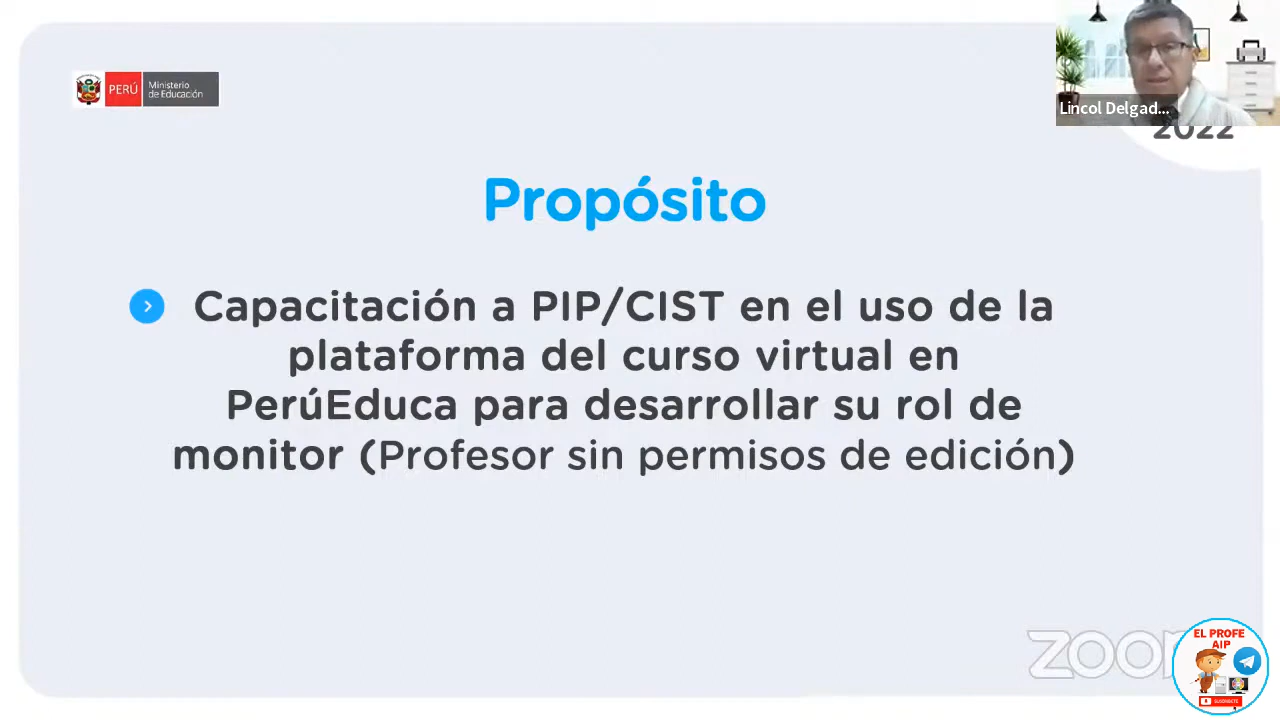 PERÚ
Ministerio
de Educación
Lincol Delgad...
2022
Propósito
Capacitación a PIP/CIST en el uso de la
plataforma del curso virtual en
PerúEduca para desarrollar su rol de
monitor (Profesor sin permisos de edición)
zoom
EL PROFE
AIP
SUSCRÍBETE